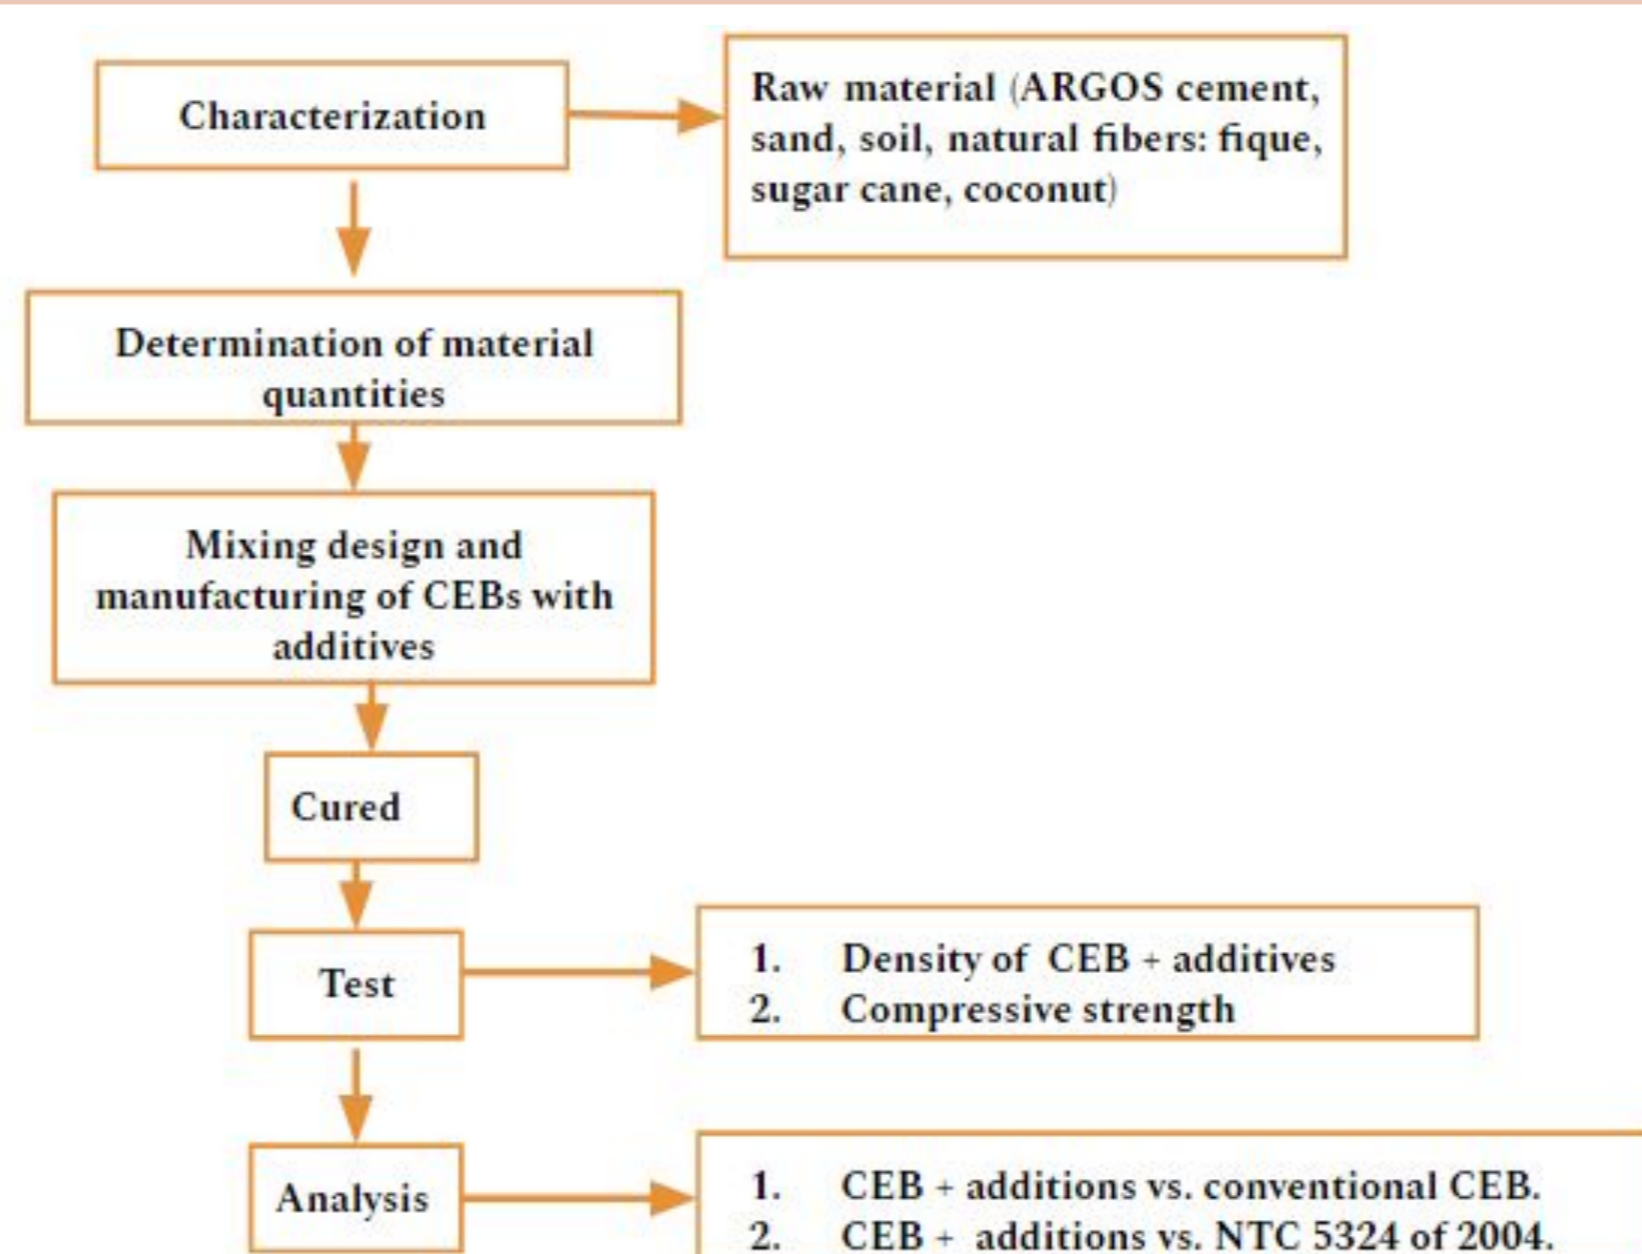 Characterization
Raw material (ARGOS cement,
sand, soil, natural fibers: fique,
sugar cane, coconut)
Determination of material
quantities
Mixing design and
manufacturing of CEBs with
additives
Cured
Test
1. Density of CEB + additives
2. Compressive strength
Analysis
1. CEB + additions vs. conventional CEB.
2. CEB + additions vs. NTC 5324 of 2004.